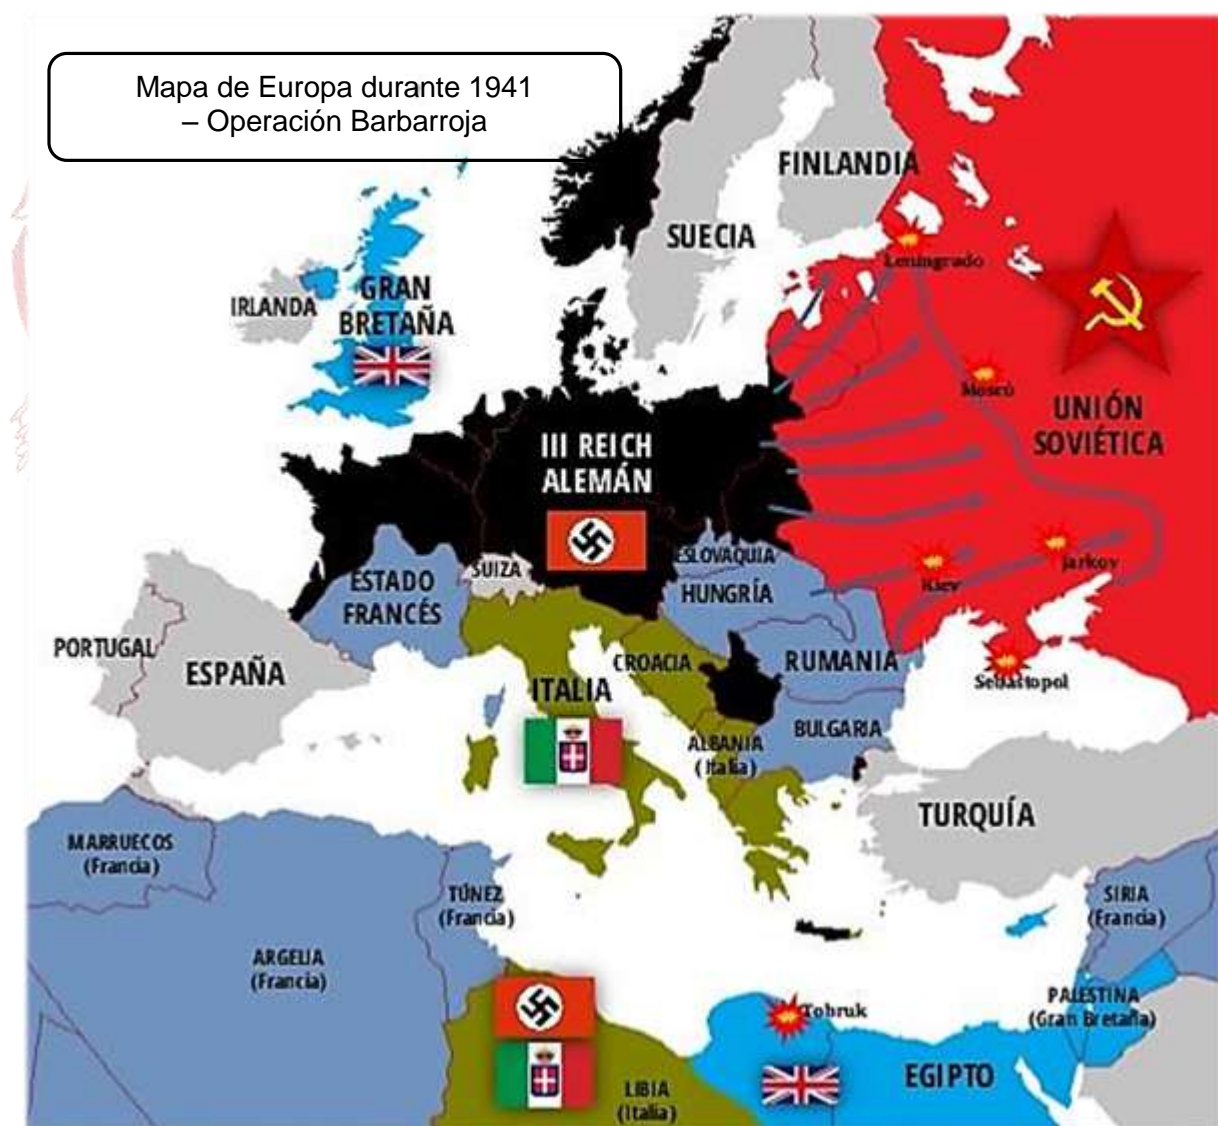 Mapa de Europa durante 1941
– Operación Barbarroja
FINLANDIA
SUECIA
Leningrado
IRLANDA
GRAN
BRETAÑA
Moscú
UNIÓN
SOVIÉTICA
III REICH
ALEMÁN
ESLOVAQUIA
SUIZA
ESTADO
FRANCÉS
HUNGRÍA
Kiev
Jarkov
PORTUGAL
ESPAÑA
CROACIA
RUMANIA
ITALIA
Sebastopol
BULGARIA
ALBANIA
(Italia)
TURQUÍA
MARRUECOS
(Francia)
TÚNEZ
(Francia)
SIRIA
(Francia)
ARGELIA
(Francia)
PALESTINA
(Gran Bretaña)
Tobruk
EGIPTO
LIBIA
(Italia)